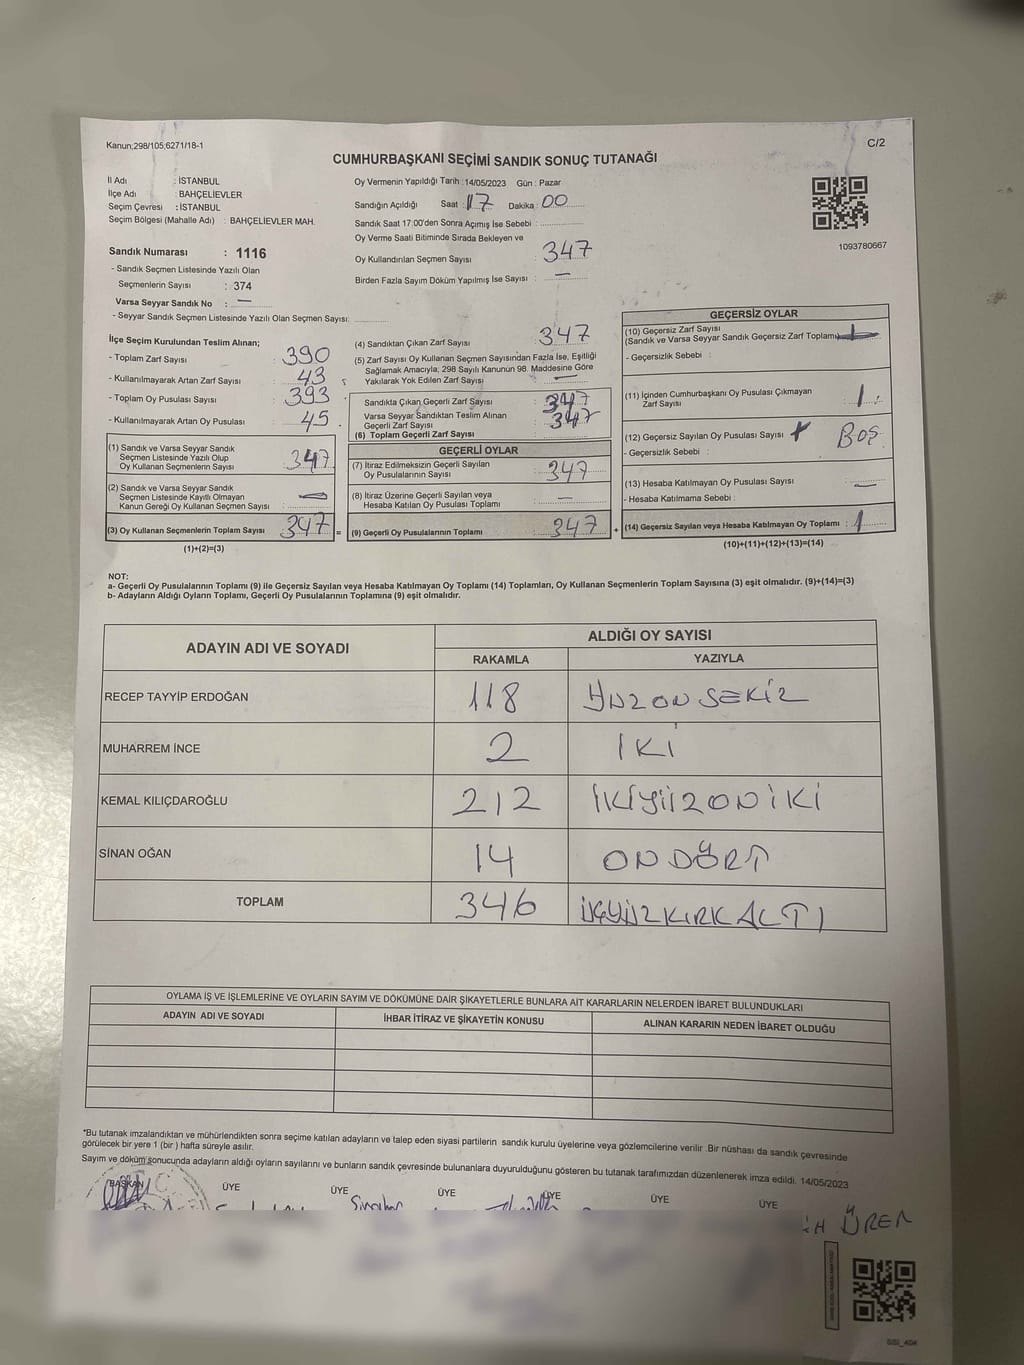 Kanun;298/105;6271/18-1
C/2
CUMHURBAŞKANI SEÇİMİ SANDIK SONUÇ TUTANAĞI
İl Adı : İSTANBUL
İlçe Adı : BAHÇELİEVLER
Seçim Çevresi : İSTANBUL
Seçim Bölgesi (Mahalle Adı) : BAHÇELİEVLER MAH.
Sandık Numarası : 1116
- Sandık Seçmen Listesinde Yazılı Olan
Seçmenlerin Sayısı : 374
Varsa Seyyar Sandık No : —
- Seyyar Sandık Seçmen Listesinde Yazılı Olan Seçmen Sayısı:
Oy Vermenin Yapıldığı Tarih :14/05/2023 Gün : Pazar
Sandığın Açıldığı Saat : 17 Dakika : 00
Sandık Saat 17:00'den Sonra Açımış İse Sebebi :
Oy Verme Saati Bitiminde Sırada Bekleyen ve
Oy Kullandırılan Seçmen Sayısı : 347
Birden Fazla Sayım Döküm Yapılmış İse Sayısı : —
1093780667
İlçe Seçim Kurulundan Teslim Alınan;
- Toplam Zarf Sayısı : 390
- Kullanılmayarak Artan Zarf Sayısı : 43
- Toplam Oy Pusulası Sayısı : 393
- Kullanılmayarak Artan Oy Pusulası : 45
(1) Sandık ve Varsa Seyyar Sandık
Seçmen Listesinde Yazılı Olup
Oy Kullanan Seçmenlerin Sayısı : 347
(2) Sandık ve Varsa Seyyar Sandık
Seçmen Listesinde Kayıtlı Olmayan
Kanun Gereği Oy Kullanan Seçmen Sayısı : —
(3) Oy Kullanan Seçmenlerin Toplam Sayısı : 347 =
(1)+(2)=(3)
(4) Sandıktan Çıkan Zarf Sayısı : 347
(5) Zarf Sayısı Oy Kullanan Seçmen Sayısından Fazla İse, Eşitliği
Sağlamak Amacıyla; 298 Sayılı Kanunun 98. Maddesine Göre
Yakılarak Yok Edilen Zarf Sayısı : —
Sandıkta Çıkan Geçerli Zarf Sayısı : 347
Varsa Seyyar Sandıktan Teslim Alınan
Geçerli Zarf Sayısı : 347
(6) Toplam Geçerli Zarf Sayısı
GEÇERLİ OYLAR
(7) İtiraz Edilmeksizin Geçerli Sayılan
Oy Pusulalarının Sayısı : 347
(8) İtiraz Üzerine Geçerli Sayılan veya
Hesaba Katılan Oy Pusulası Toplamı : —
(9) Geçerli Oy Pusulalarının Toplamı : 347 +
GEÇERSİZ OYLAR
(10) Geçersiz Zarf Sayısı
(Sandık ve Varsa Seyyar Sandık Geçersiz Zarf Toplamı)
- Geçersizlik Sebebi :
(11) İçinden Cumhurbaşkanı Oy Pusulası Çıkmayan
Zarf Sayısı : 1
(12) Geçersiz Sayılan Oy Pusulası Sayısı : BOŞ
- Geçersizlik Sebebi :
(13) Hesaba Katılmayan Oy Pusulası Sayısı : —
- Hesaba Katılmama Sebebi :
(14) Geçersiz Sayılan veya Hesaba Katılmayan Oy Toplamı : 1
(10)+(11)+(12)+(13)=(14)
NOT:
a- Geçerli Oy Pusulalarının Toplamı (9) ile Geçersiz Sayılan veya Hesaba Katılmayan Oy Toplamı (14) Toplamları, Oy Kullanan Seçmenlerin Toplam Sayısına (3) eşit olmalıdır. (9)+(14)=(3)
b- Adayların Aldığı Oyların Toplamı, Geçerli Oy Pusulalarının Toplamına (9) eşit olmalıdır.
ADAYIN ADI VE SOYADI ALDIĞI OY SAYISI
RAKAMLA YAZIYLA
RECEP TAYYİP ERDOĞAN 118 YÜZONSEKİZ
MUHARREM İNCE 2 İKİ
KEMAL KILIÇDAROĞLU 212 İKİYÜZONİKİ
SİNAN OĞAN 14 ONDÖRT
TOPLAM 346 ÜÇYÜZKIRKALTI
OYLAMA İŞ VE İŞLEMLERİNE VE OYLARIN SAYIM VE DÖKÜMÜNE DAİR ŞİKAYETLERLE BUNLARA AİT KARARLARIN NELERDEN İBARET BULUNDUKLARI
ADAYIN ADI VE SOYADI İHBAR İTİRAZ VE ŞİKAYETİN KONUSU ALINAN KARARIN NEDEN İBARET OLDUĞU
*Bu tutanak imzalandıktan ve mühürlendikten sonra seçime katılan adayların ve talep eden siyasi partilerin sandık kurulu üyelerine veya gözlemcilerine verilir .Bir nüshası da sandık çevresinde
görülecek bir yere 1 (bir ) hafta süreyle asılır.
Sayım ve döküm sonucunda adayların aldığı oyların sayılarını ve bunların sandık çevresinde bulunanlara duyurulduğunu gösteren bu tutanak tarafımızdan düzenlenerek imza edildi. 14/05/2023
BAŞKAN ÜYE ÜYE ÜYE ÜYE ÜYE ÜYE
ÖREN